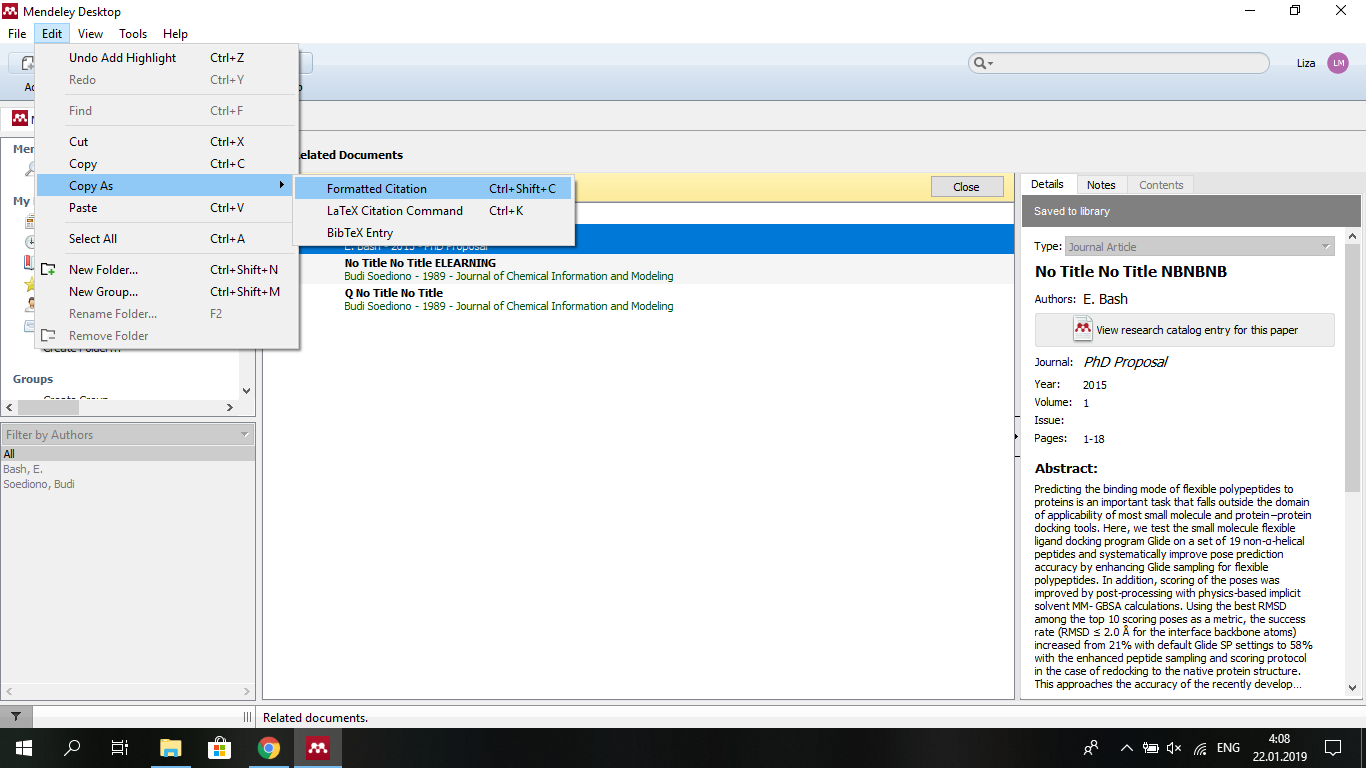 Mendeley Desktop
File Edit View Tools Help
Undo Add Highlight Ctrl+Z
Redo Ctrl+Y
Find Ctrl+F
Cut Ctrl+X
Copy Ctrl+C
Copy As
Paste Ctrl+V
Select All Ctrl+A
New Folder... Ctrl+Shift+N
New Group... Ctrl+Shift+M
Rename Folder... F2
Remove Folder
Formatted Citation Ctrl+Shift+C
LaTeX Citation Command Ctrl+K
BibTeX Entry
Liza LM
My
Groups
Filter by Authors
All
Bash, E.
Soediono, Budi
Related Documents
Close
E. Bash - 2015 - PhD Proposal
No Title No Title ELEARNING
Budi Soediono - 1989 - Journal of Chemical Information and Modeling
Q No Title No Title
Budi Soediono - 1989 - Journal of Chemical Information and Modeling
Details Notes Contents
Saved to library
Type: Journal Article
No Title No Title NBNBNB
Authors: E. Bash
View research catalog entry for this paper
Journal: PhD Proposal
Year: 2015
Volume: 1
Issue:
Pages: 1-18
Abstract:
Predicting the binding mode of flexible polypeptides to
proteins is an important task that falls outside the domain
of applicability of most small molecule and protein−protein
docking tools. Here, we test the small molecule flexible
ligand docking program Glide on a set of 19 non-α-helical
peptides and systematically improve pose prediction
accuracy by enhancing Glide sampling for flexible
polypeptides. In addition, scoring of the poses was
improved by post-processing with physics-based implicit
solvent MM- GBSA calculations. Using the best RMSD
among the top 10 scoring poses as a metric, the success
rate (RMSD ≤ 2.0 Å for the interface backbone atoms)
increased from 21% with default Glide SP settings to 58%
with the enhanced peptide sampling and scoring protocol
in the case of redocking to the native protein structure.
This approaches the accuracy of the recently develop...
Related documents.
ENG
4:08
22.01.2019